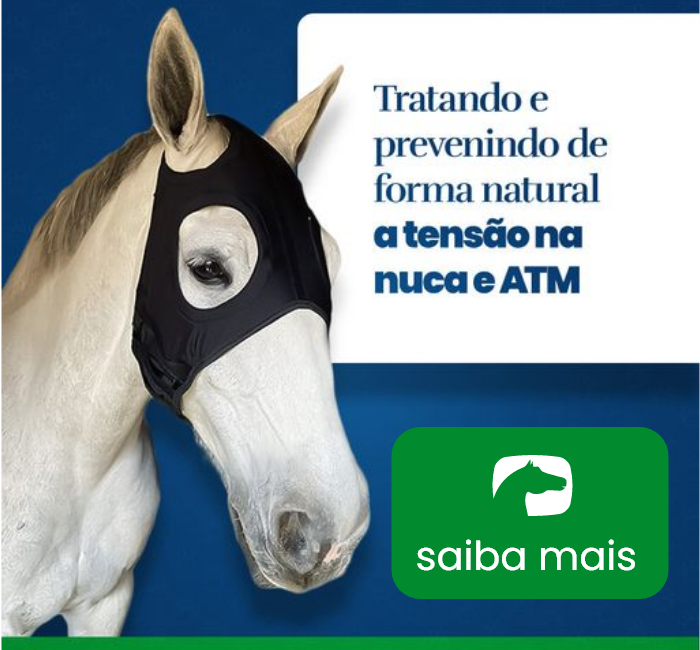 Tratando e
prevenindo de
forma natural
a tensão na
nuca e ATM
saiba mais